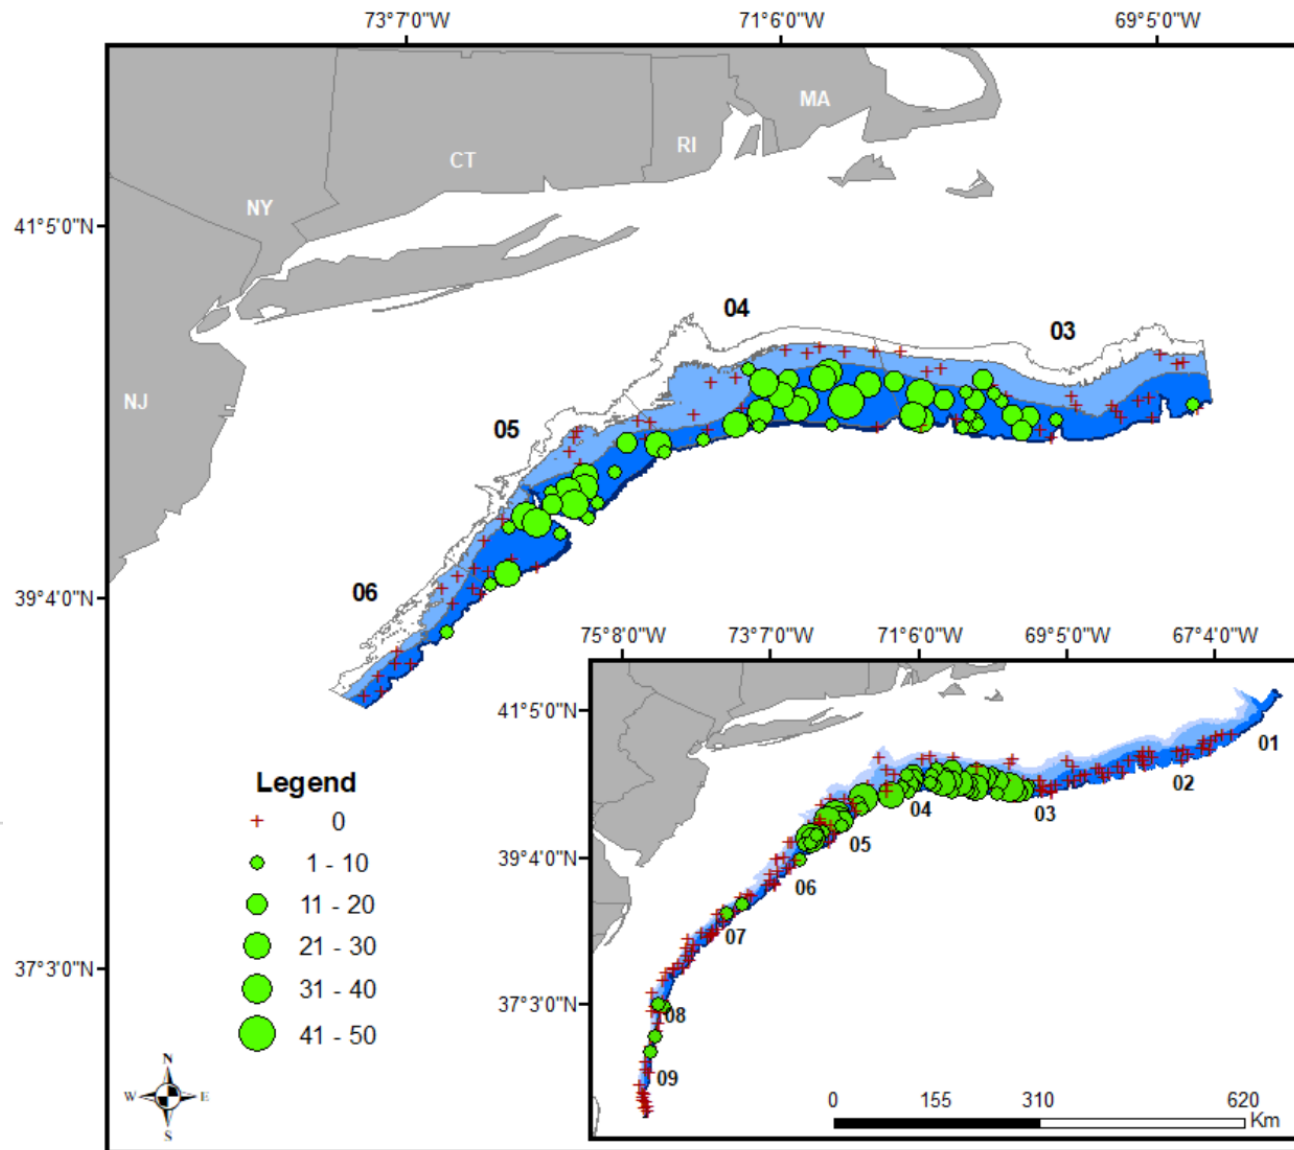 73°7'0"W 71°6'0"W 69°5'0"W
MA
RI
CT
NY
41°5'0"N
04
03
NJ
05
06
39°4'0"N
75°8'0"W 73°7'0"W 71°6'0"W 69°5'0"W 67°4'0"W
41°5'0"N
01
02
04
03
05
39°4'0"N
06
07
37°3'0"N
08
09
Legend
0
1 - 10
11 - 20
21 - 30
31 - 40
41 - 50
37°3'0"N
N
W E
S
0 155 310 620
Km